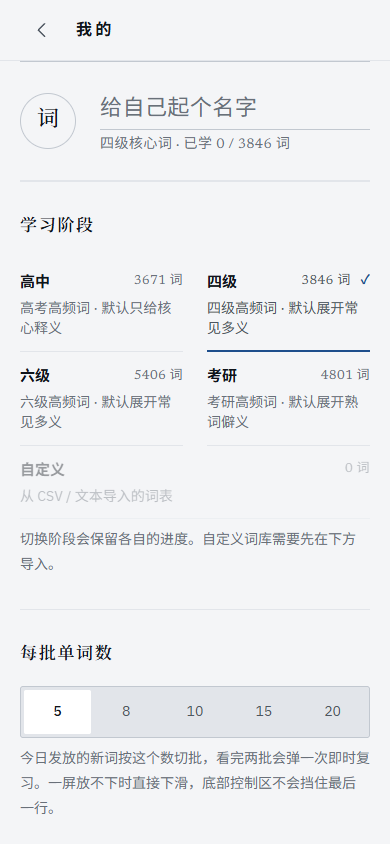 我的
词
给自己起个名字
四级核心词 · 已学 0 / 3846 词
学习阶段
高中 3671 词
高考高频词 · 默认只给核
心释义
四级 3846 词 ✓
四级高频词 · 默认展开常
见多义
六级 5406 词
六级高频词 · 默认展开常
见多义
考研 4801 词
考研高频词 · 默认展开熟
词僻义
自定义 0 词
从 CSV / 文本导入的词表
切换阶段会保留各自的进度。自定义词库需要先在下方
导入。
每批单词数
5 8 10 15 20
今日发放的新词按这个数切批，看完两批会弹一次即时复
习。一屏放不下时直接下滑，底部控制区不会挡住最后
一行。